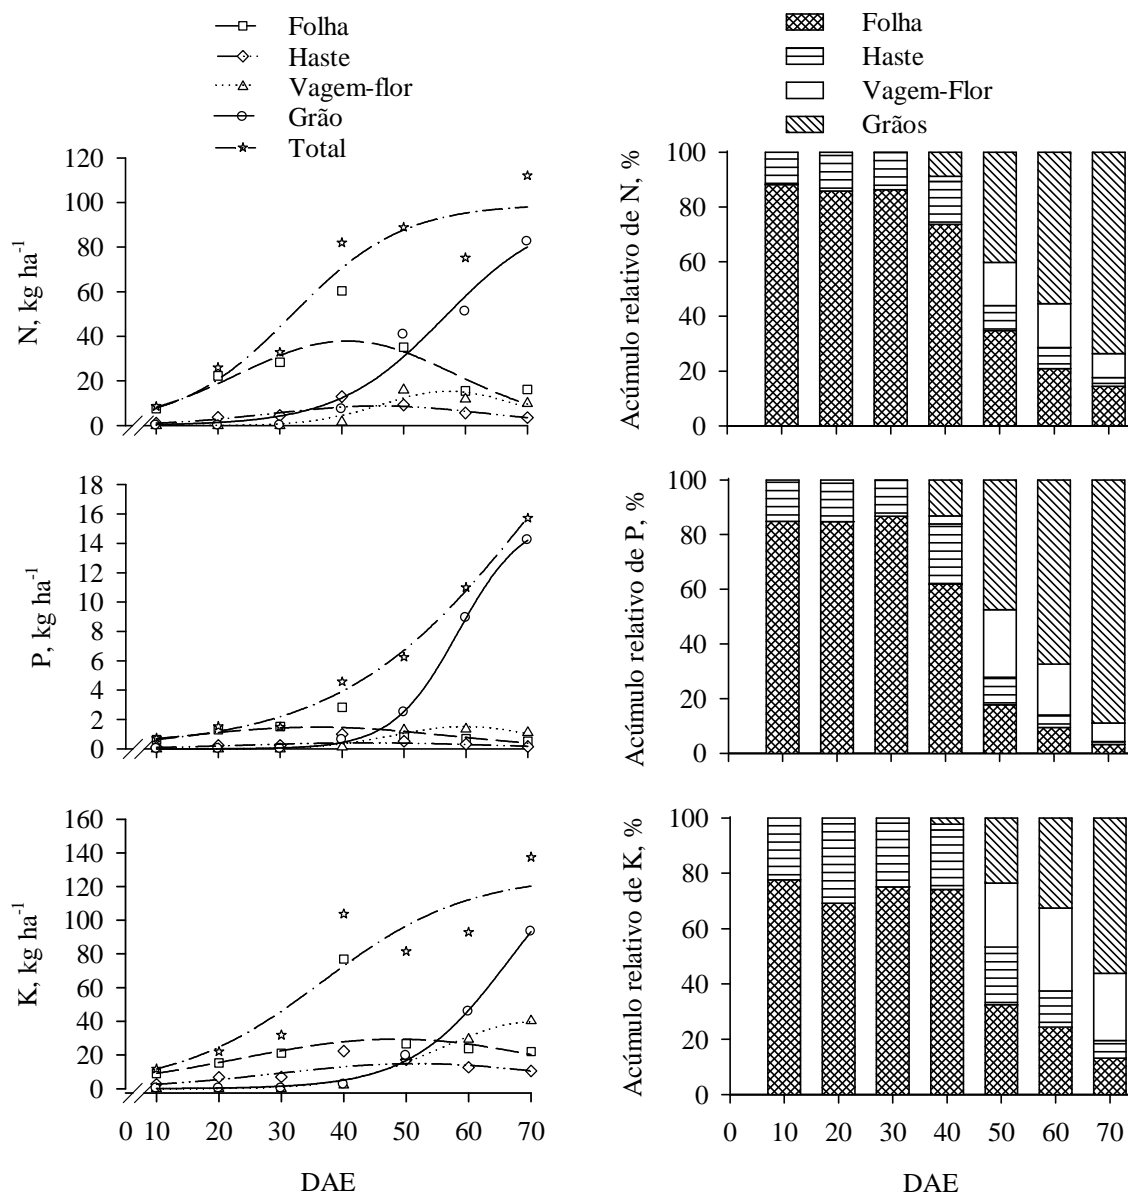 Folha
Haste
Vagem-flor
Grão
Total
120
100
80
60
40
20
0
N, kg ha⁻¹
18
16
14
12
10
8
6
4
2
0
P, kg ha⁻¹
160
140
120
100
80
60
40
20
0
K, kg ha⁻¹
0 10 20 30 40 50 60 70
DAE
Folha
Haste
Vagem-Flor
Grãos
100
80
60
40
20
0
Acúmulo relativo de N, %
100
80
60
40
20
0
Acúmulo relativo de P, %
100
80
60
40
20
0
Acúmulo relativo de K, %
0 10 20 30 40 50 60 70
DAE